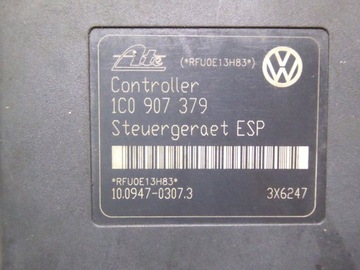 Ate (*RFU0E13H83*)
Controller
1C0 907 379
Steuergeraet ESP
*RFU0E13H83*
10.0947-0307.3 3X6247